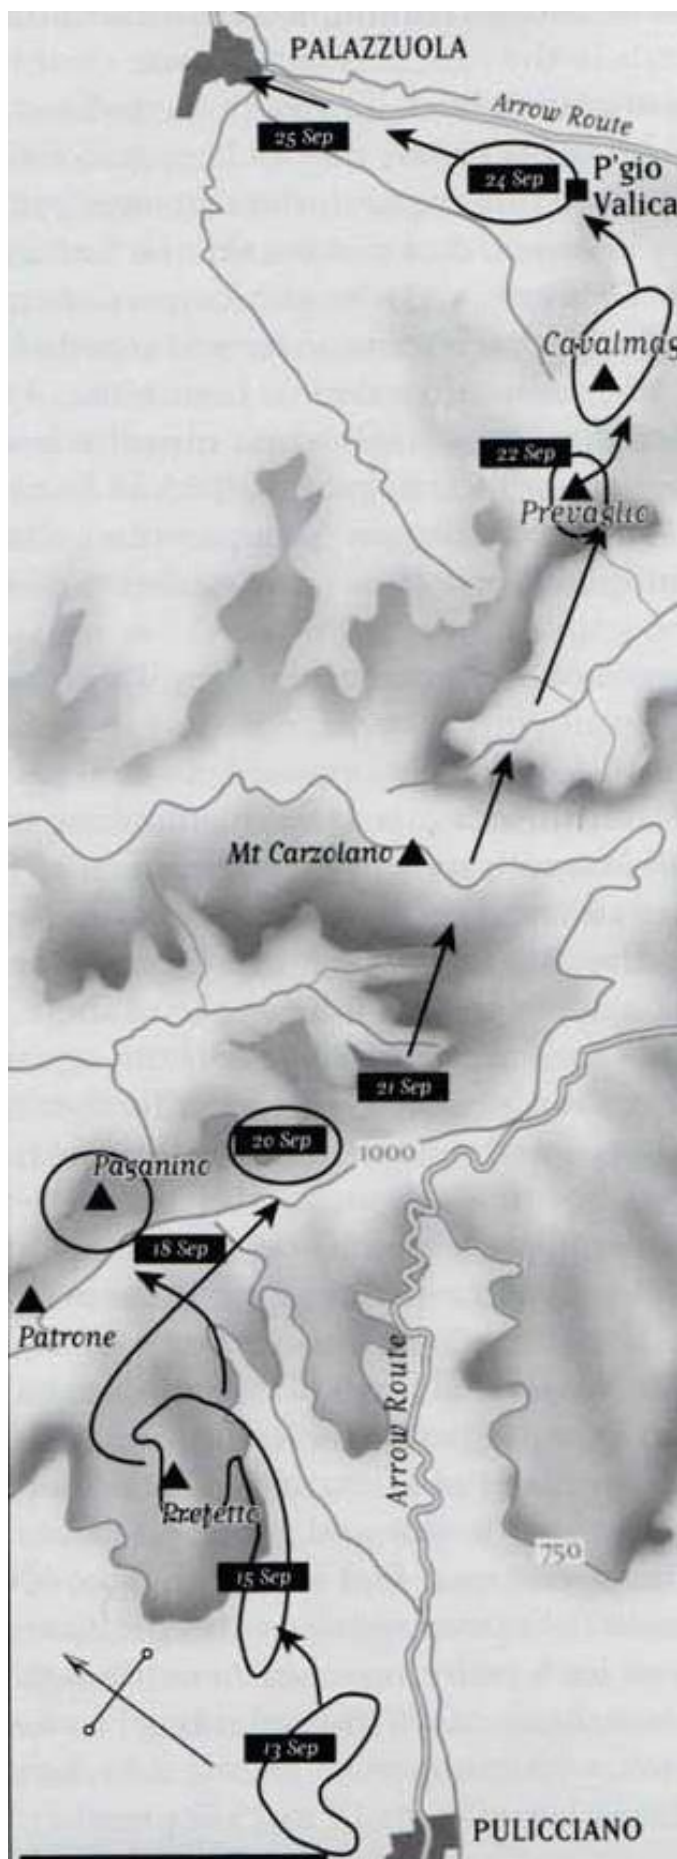 PALAZZUOLA
Arrow Route
25 Sep
24 Sep
P'gio
Valica
Cavalmag
22 Sep
Prevaglio
Mt Carzolano
21 Sep
20 Sep
1000
Paganino
18 Sep
Patrone
Arrow Route
Prefetto
750
15 Sep
13 Sep
PULICCIANO